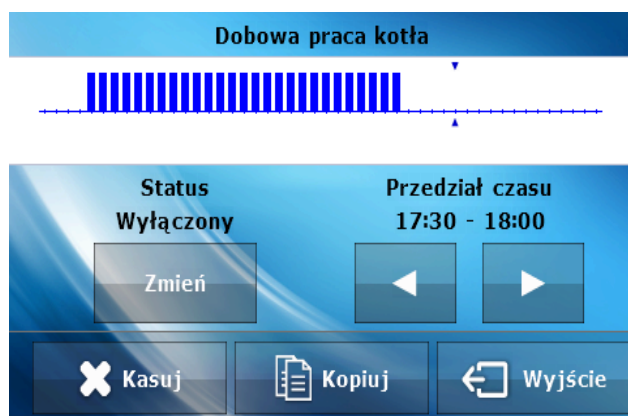 Dobowa praca kotła
Status
Przedział czasu
Wyłączony
17:30 - 18:00
Zmień
Kasuj
Kopiuj
Wyjście